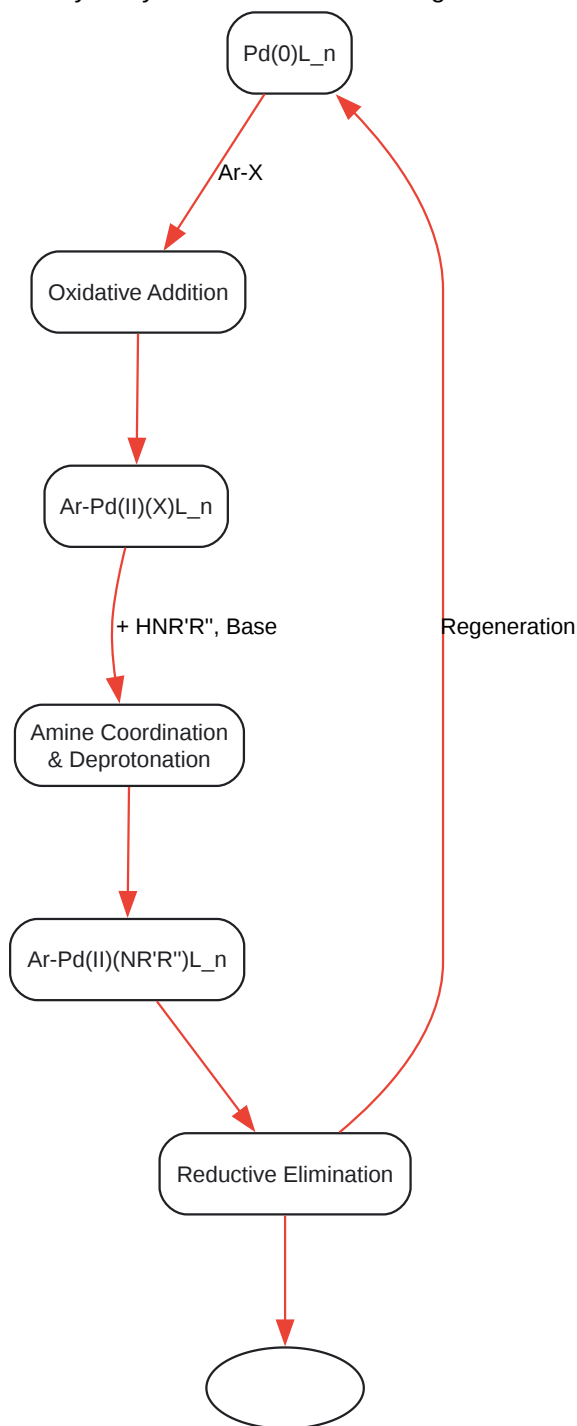 Pd(0)L_n
Ar-X
Oxidative Addition
Ar-Pd(II)(X)L_n
+ HNR'R", Base
Regeneration
Amine Coordination
& Deprotonation
Ar-Pd(II)(NR'R")L_n
Reductive Elimination